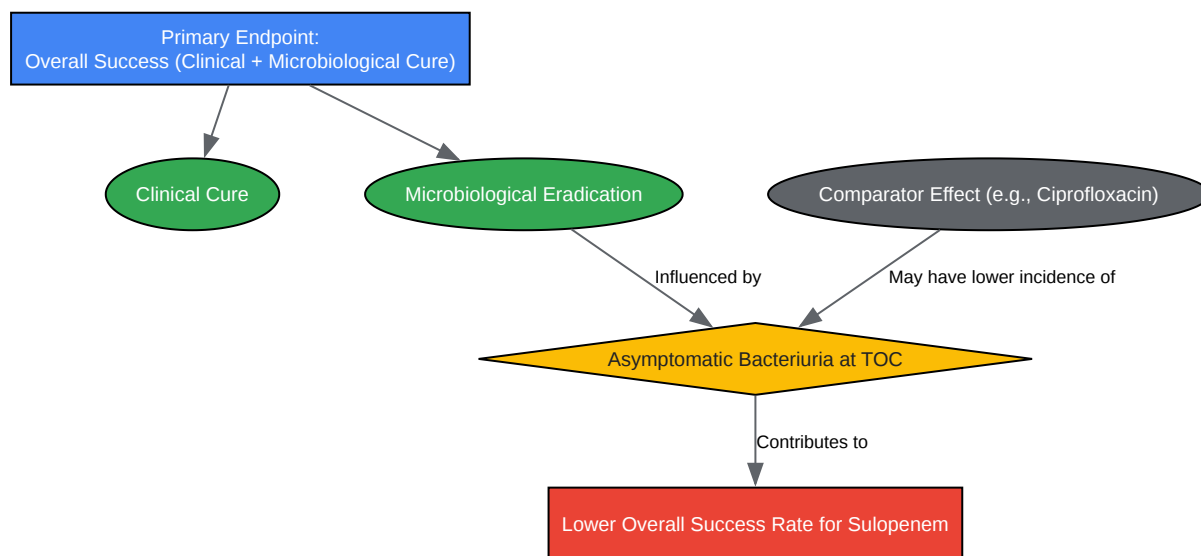 Primary Endpoint:
Overall Success (Clinical + Microbiological Cure)
Clinical Cure
Microbiological Eradication
Comparator Effect (e.g., Ciprofloxacin)
Influenced by
May have lower incidence of
Asymptomatic Bacteriuria at TOC
Contributes to
Lower Overall Success Rate for Sulopenem